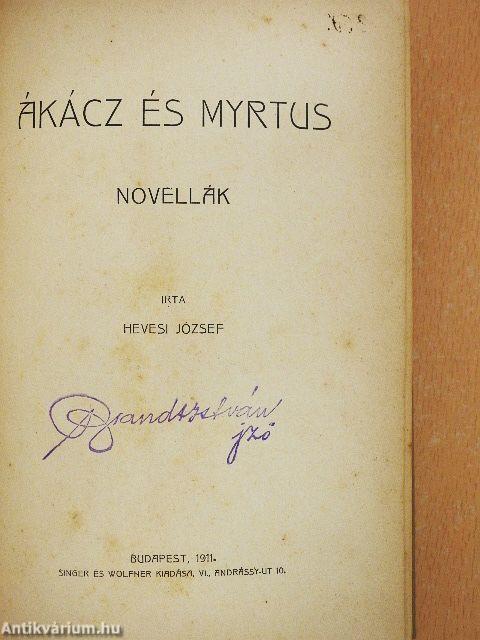 ÁKÁCZ ÉS MYRTUS
NOVELLÁK
IRTA
HEVESI JÓZSEF
jző
BUDAPEST, 1911.
SINGER ÉS WOLFNER KIADÁSA, VI., ANDRÁSSY-UT 10.
Antikvárium.hu